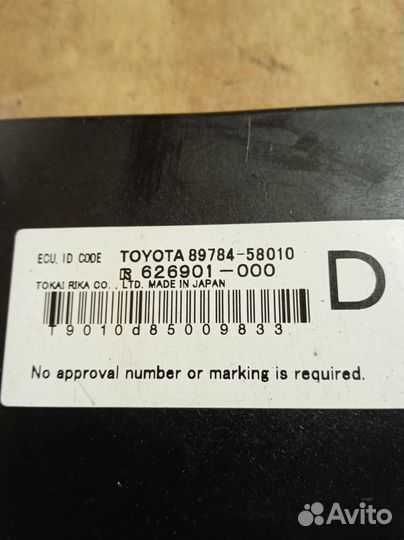 ECU, ID CODE TOYOTA 89784-58010
626901-000
TOKAI RIKA CO., LTD. MADE IN JAPAN
D
T9010d85009833
No approval number or marking is required.
Avito